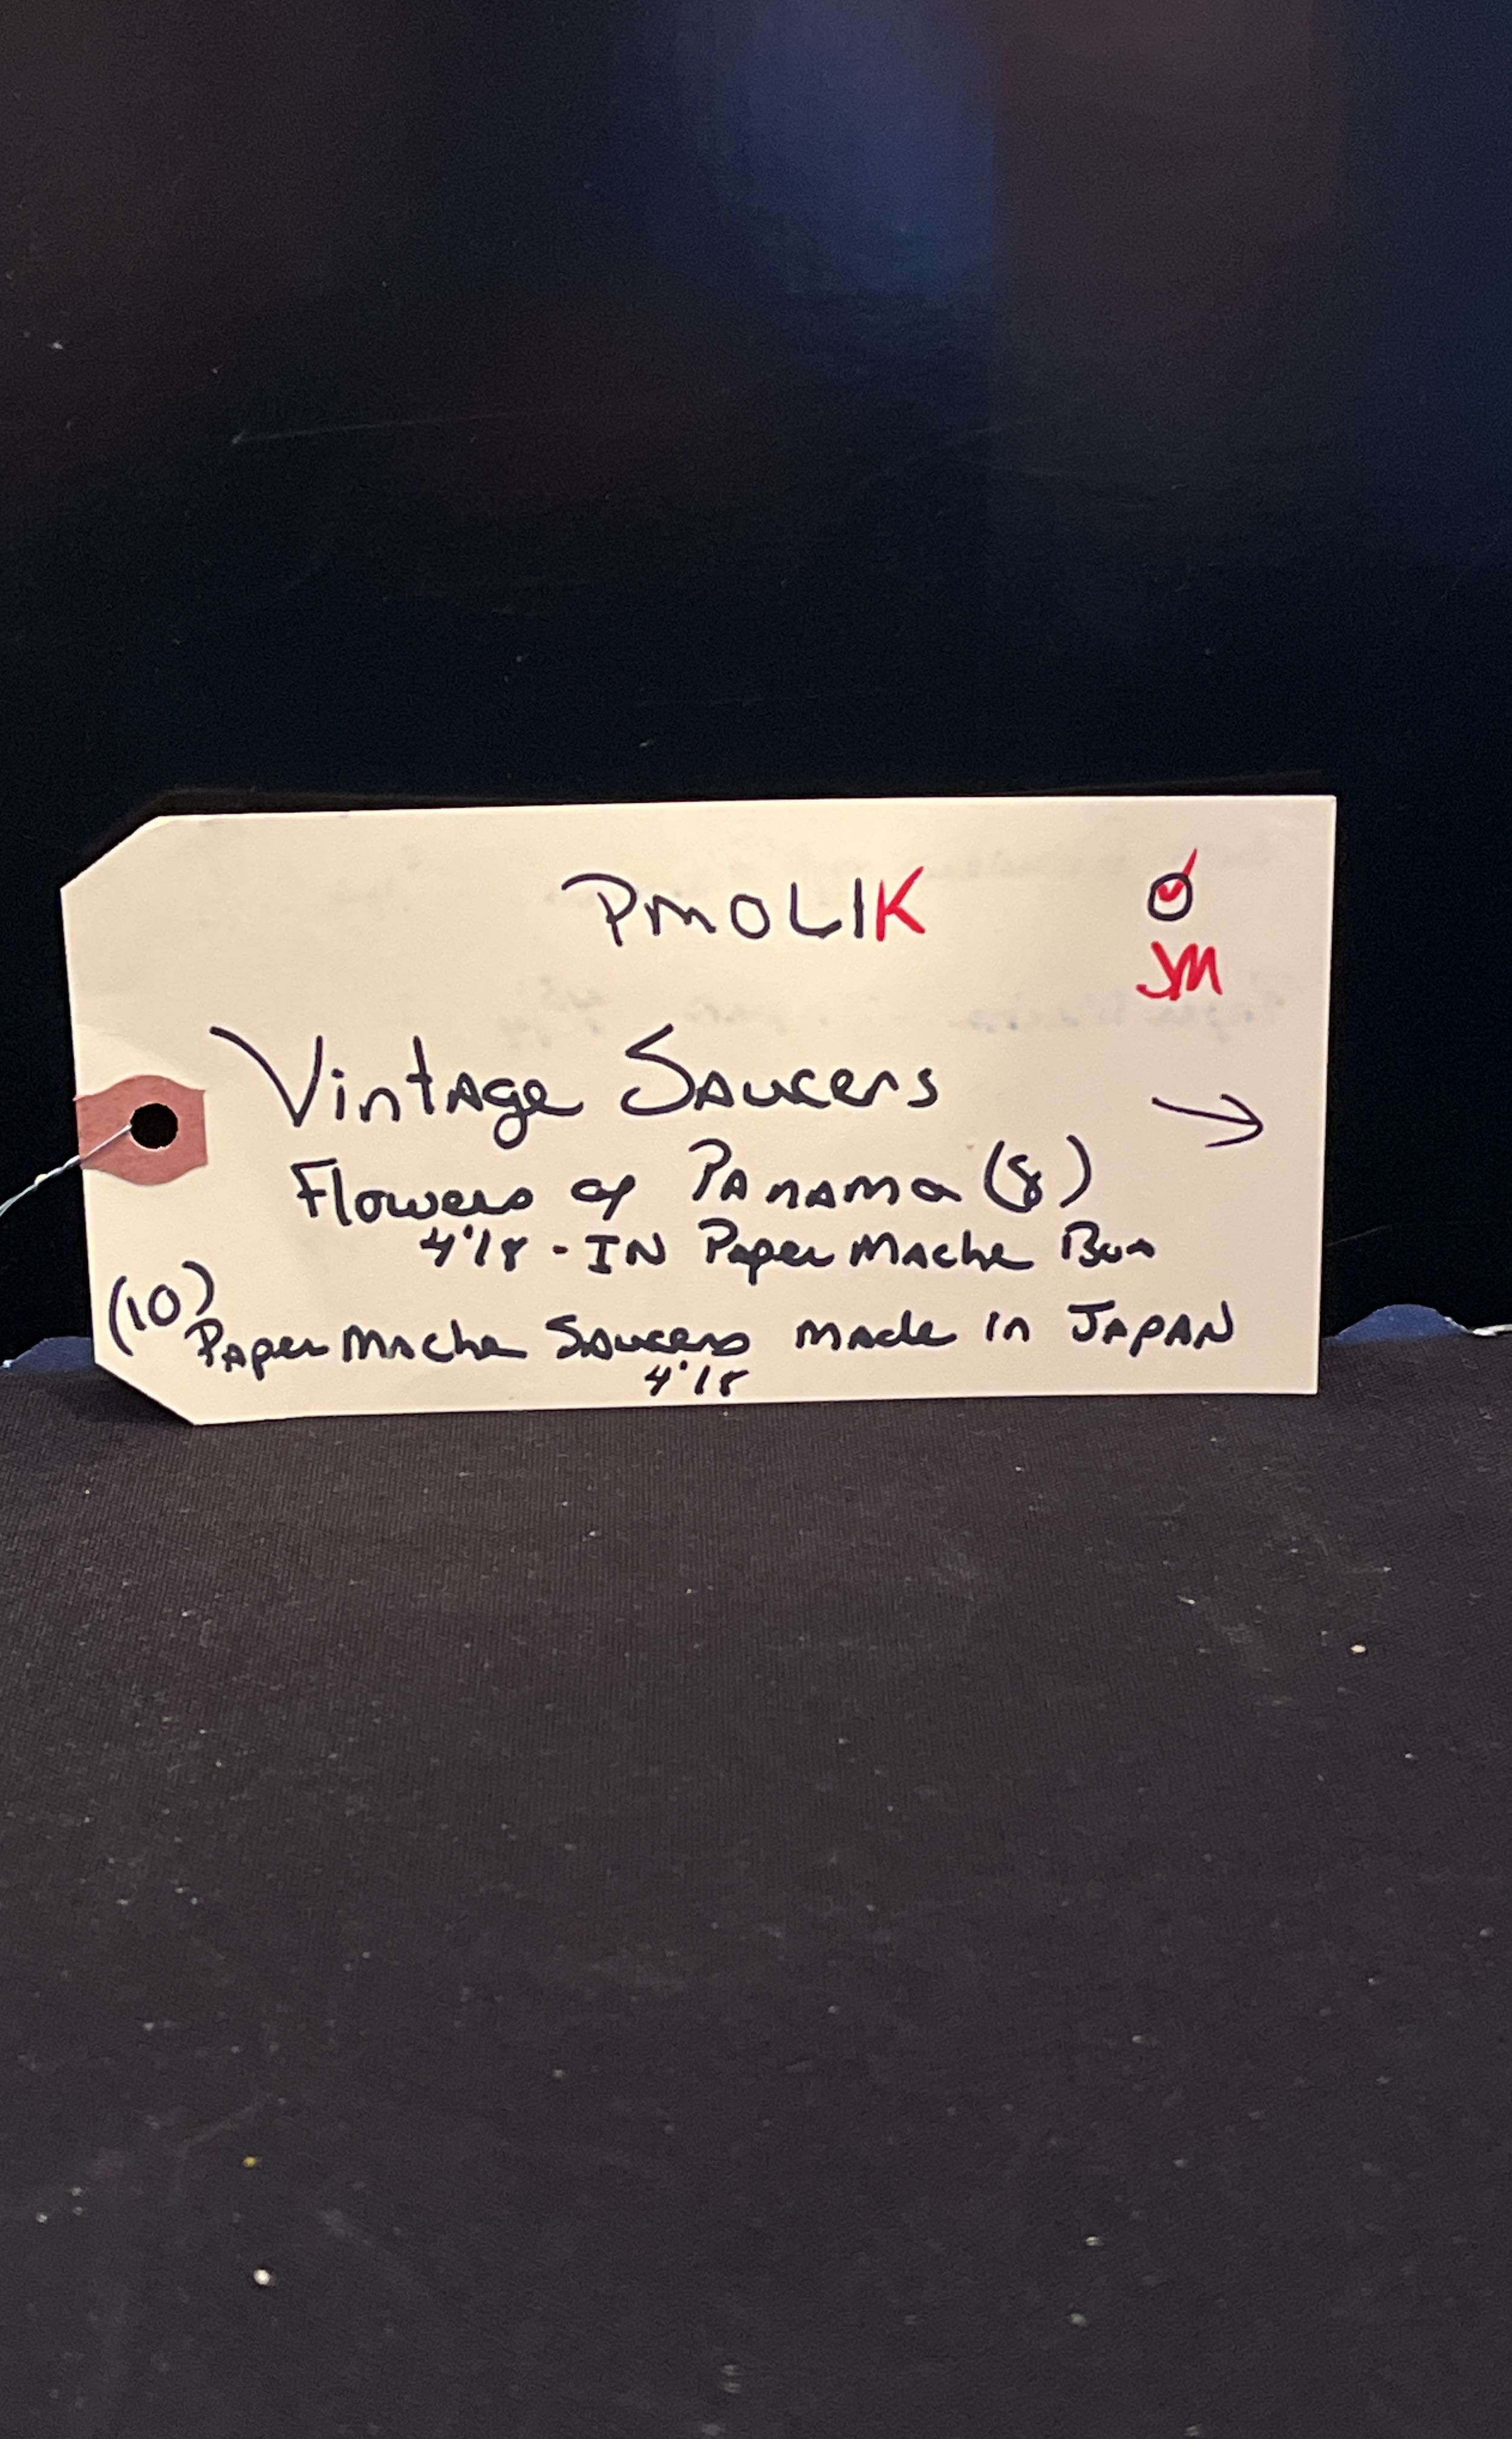 PMOL1K
JM
Vintage Saucers →
Flowers of Panama (8)
4'18 - IN Paper Mache Box
(10)
Paper Mache Saucers made in JAPAN
4'18